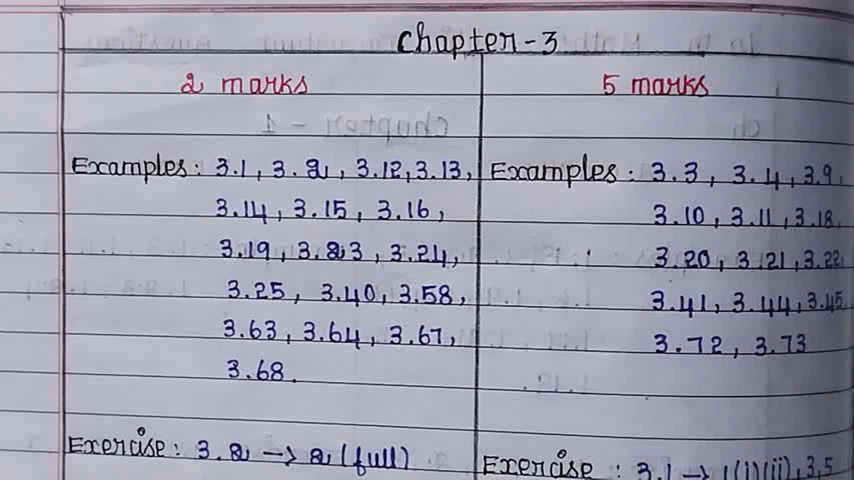 Chapter - 3
2 marks
Examples: 3.1, 3.2, 3.12, 3.13,
3.14, 3.15, 3.16,
3.19, 3.23, 3.24,
3.25, 3.40, 3.58,
3.63, 3.64, 3.67,
3.68.
Exercise: 3.2 → 2 (full)
5 marks
Examples: 3.3, 3.4, 3.9,
3.10, 3.11, 3.18,
3.20, 3.21, 3.22
3.41, 3.44, 3.45,
3.72, 3.73
Exercise: 3.1 → 1(i)(ii), 3,5